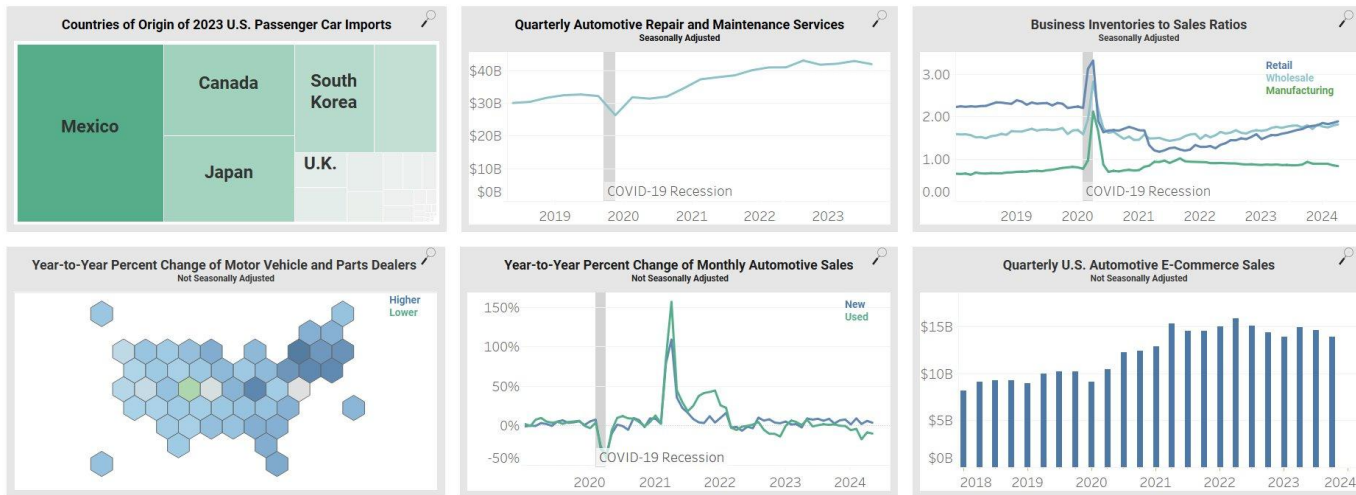 Countries of Origin of 2023 U.S. Passenger Car Imports
Mexico
Canada
Japan
South
Korea
U.K.
Quarterly Automotive Repair and Maintenance Services
Seasonally Adjusted
$40B
$30B
$20B
$10B
$0B
COVID-19 Recession
2019 2020 2021 2022 2023
Business Inventories to Sales Ratios
Seasonally Adjusted
Retail
Wholesale
Manufacturing
3.00
2.00
1.00
0.00
COVID-19 Recession
2019 2020 2021 2022 2023 2024
Year-to-Year Percent Change of Motor Vehicle and Parts Dealers
Not Seasonally Adjusted
Higher
Lower
Year-to-Year Percent Change of Monthly Automotive Sales
Not Seasonally Adjusted
New
Used
150%
100%
50%
0%
-50%
COVID-19 Recession
2020 2021 2022 2023 2024
Quarterly U.S. Automotive E-Commerce Sales
Not Seasonally Adjusted
$15B
$10B
$5B
$0B
2018 2019 2020 2021 2022 2023 2024